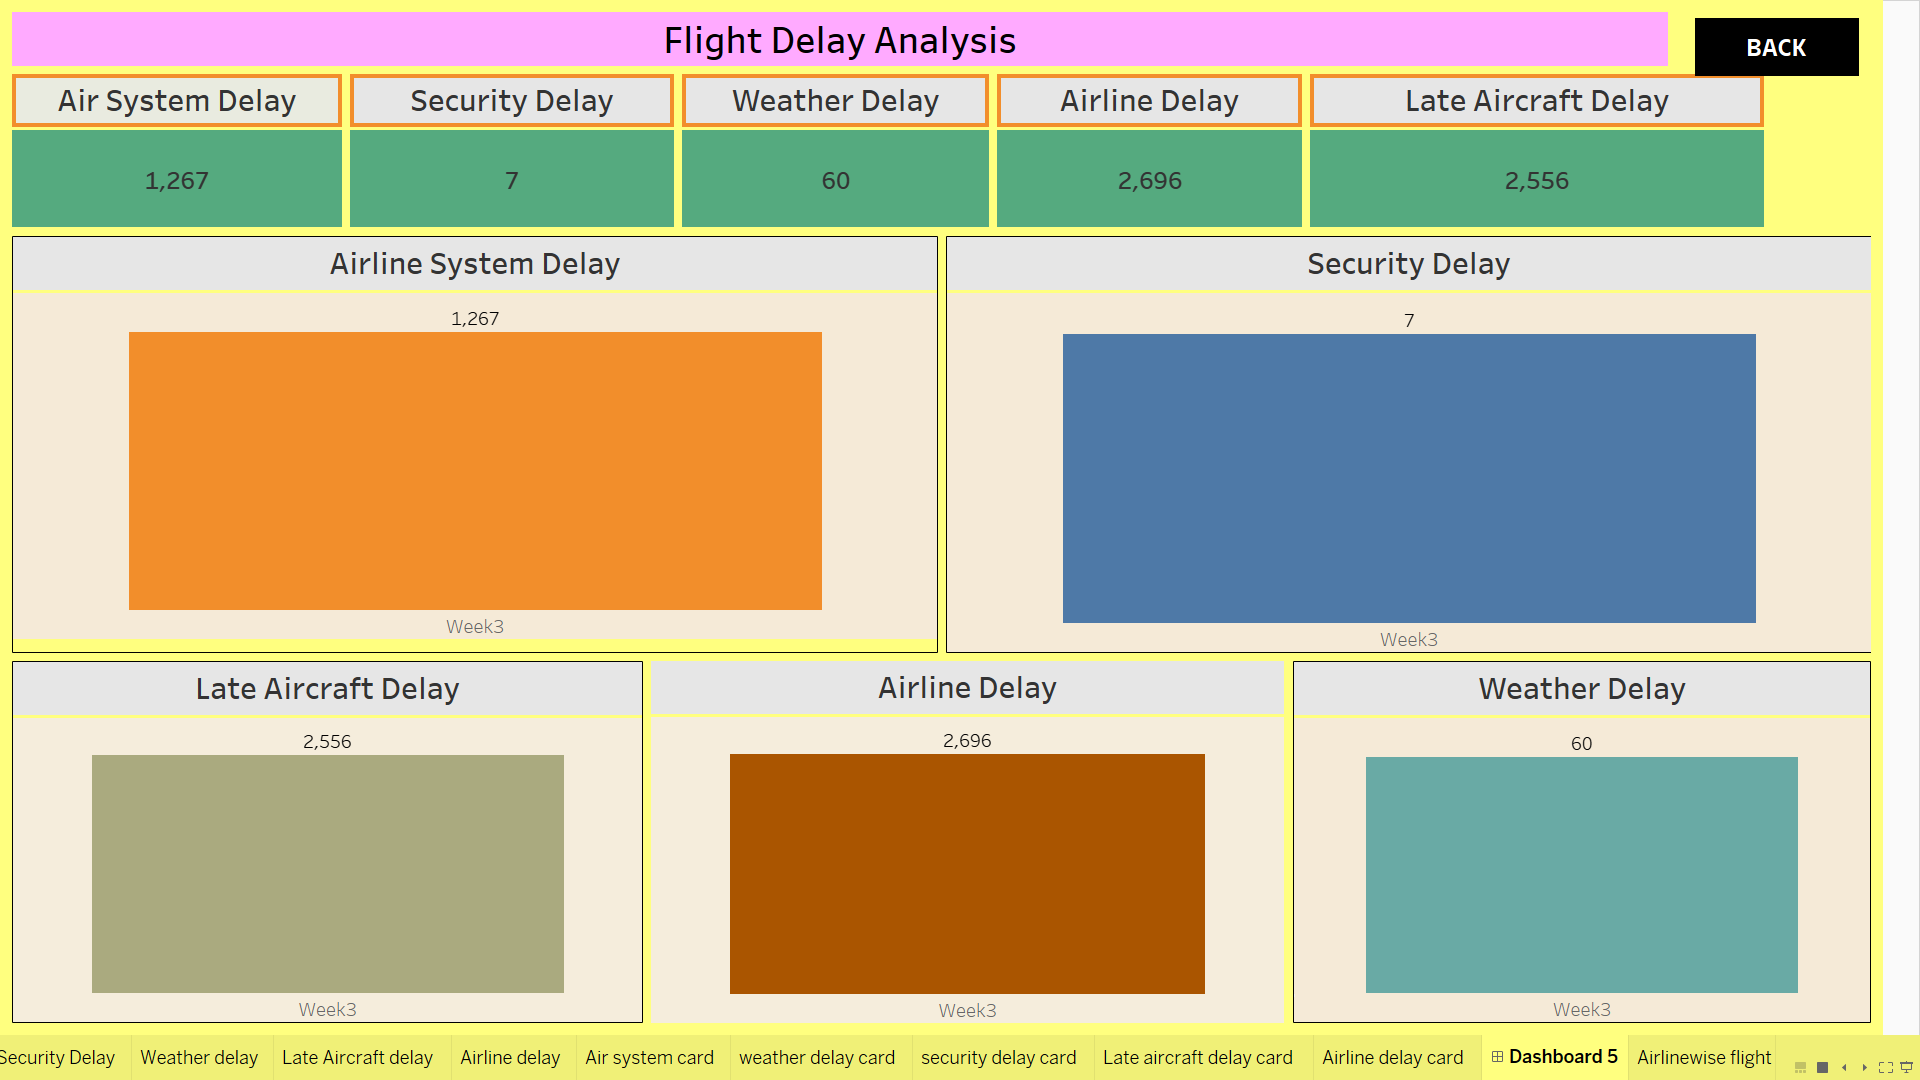 Flight Delay Analysis
BACK
Air System Delay
Security Delay
Weather Delay
Airline Delay
Late Aircraft Delay
1,267
7
60
2,696
2,556
Airline System Delay
1,267
Week3
Security Delay
7
Week3
Late Aircraft Delay
2,556
Week3
Airline Delay
2,696
Week3
Weather Delay
60
Week3
Security Delay
Weather delay
Late Aircraft delay
Airline delay
Air system card
weather delay card
security delay card
Late aircraft delay card
Airline delay card
Dashboard 5
Airlinewise flight